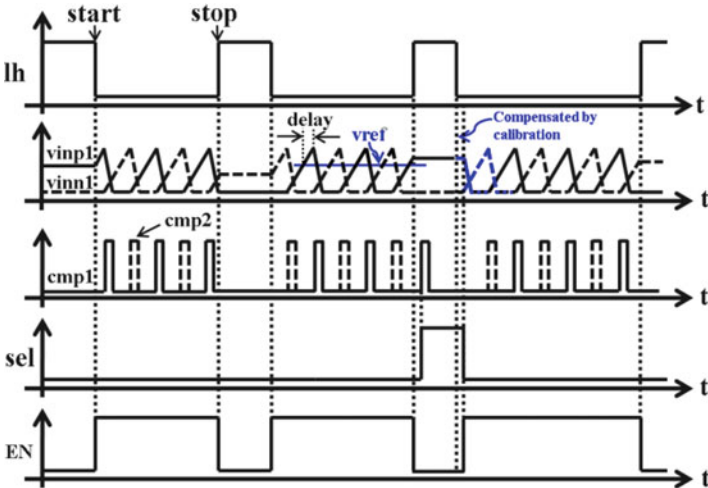 start
stop
lh
t
delay
vref
Compensated by
calibration
vinp1
vinn1
t
cmp2
cmp1
t
sel
t
EN
t